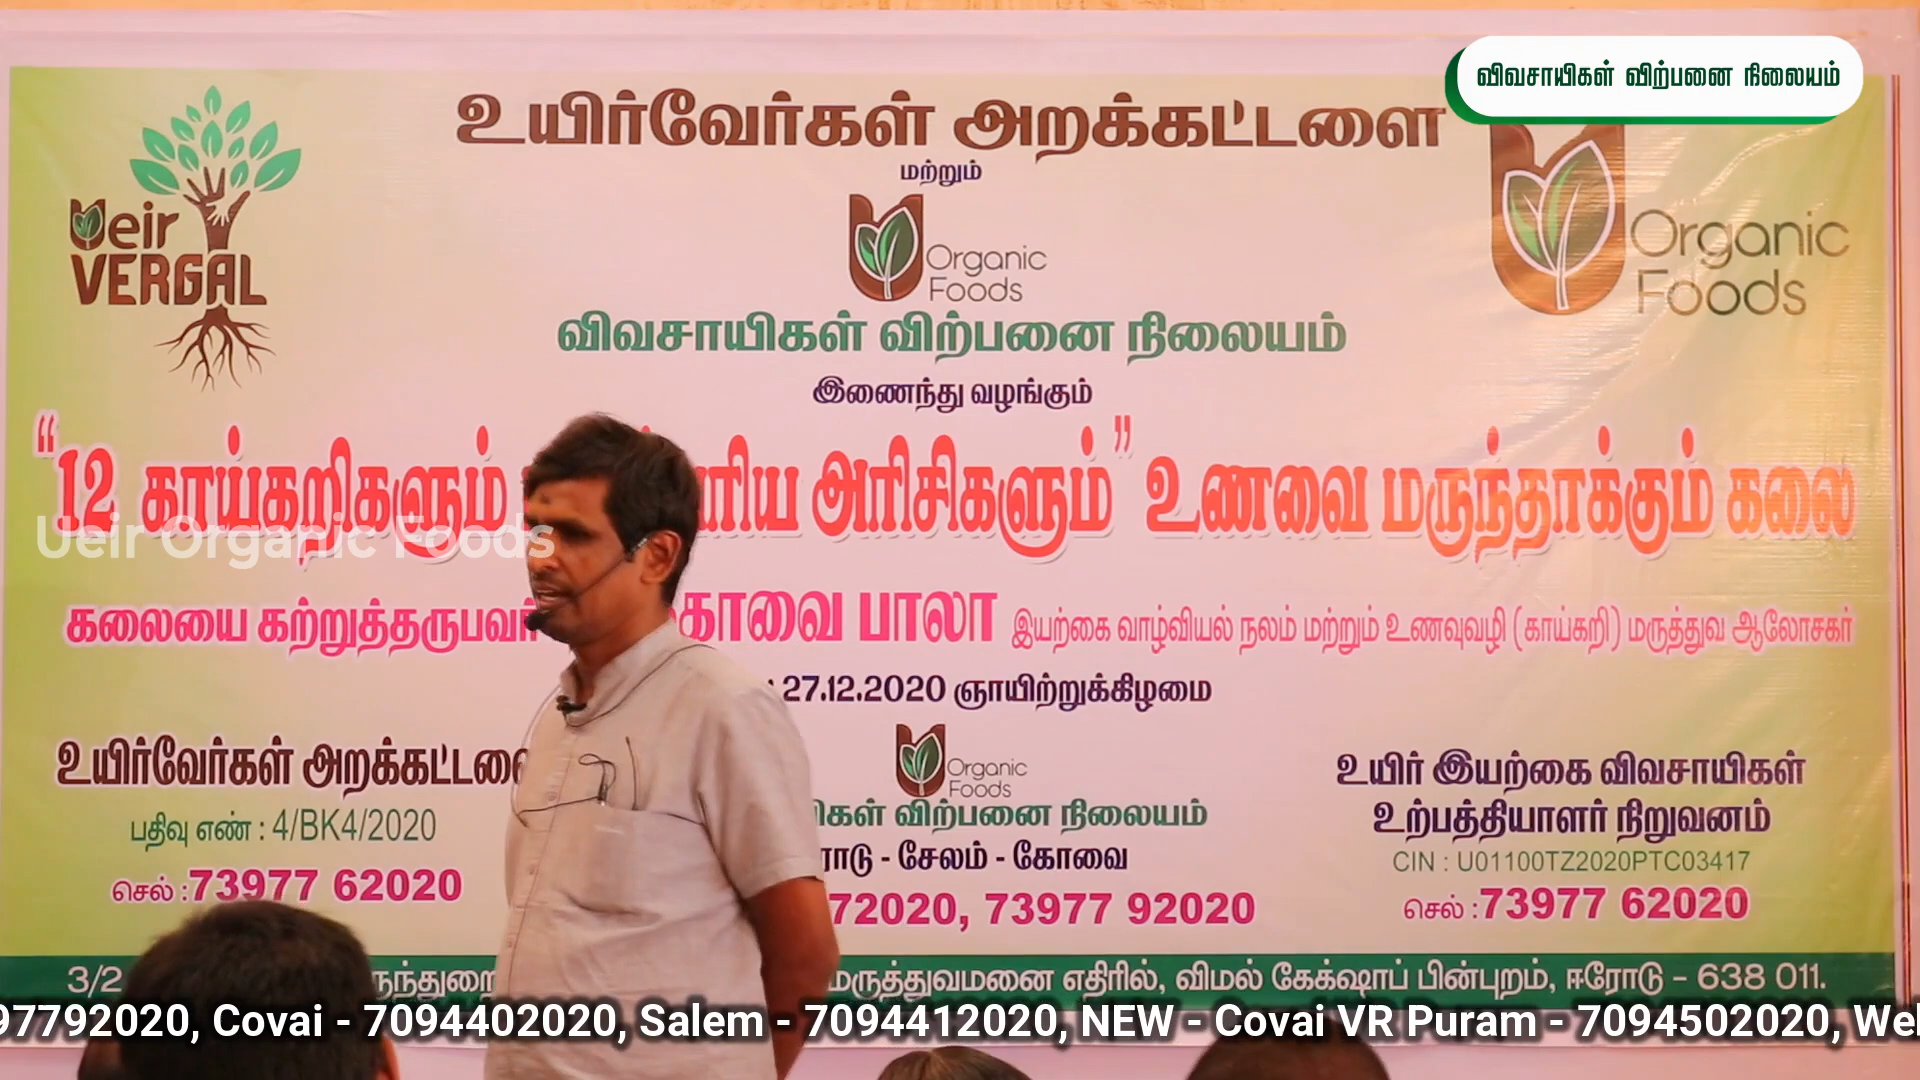 விவசாயிகள் விற்பனை நிலையம்
உயிர்வேர்கள் அறக்கட்டளை
மற்றும்
Ueir
VERGAL
Organic
Foods
Organic
Foods
விவசாயிகள் விற்பனை நிலையம்
இணைந்து வழங்கும்
“12 காய்கறிகளும் அரிசிகளும்” உணவை மருந்தாக்கும் கலை
Ueir Organic Foods
கலையை கற்றுத்தருபவர் கோவை பாலா இயற்கை வாழ்வியல் நலம் மற்றும் உணவுவழி (காய்கறி) மருத்துவ ஆலோசகர்
27.12.2020 ஞாயிற்றுக்கிழமை
உயிர்வேர்கள் அறக்கட்டளை
பதிவு எண் : 4/BK4/2020
செல் : 73977 62020
Organic
Foods
விற்பனை நிலையம்
- சேலம் - கோவை
72020, 73977 92020
உயிர் இயற்கை விவசாயிகள்
உற்பத்தியாளர் நிறுவனம்
CIN : U01100TZ2020PTC03417
செல் : 73977 62020
3/2 மருத்துவமனை எதிரில், விமல் கேக்ஷாப் பின்புறம், ஈரோடு - 638 011.
97792020, Covai - 7094402020, Salem - 7094412020, NEW - Covai VR Puram - 7094502020,